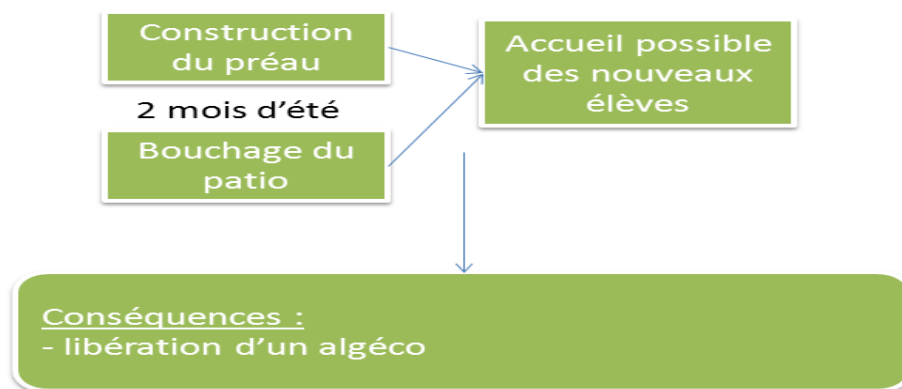 Construction
du préau
Accueil possible
des nouveaux
élèves
2 mois d’été
Bouchage du
patio
Conséquences :
- libération d’un algéco